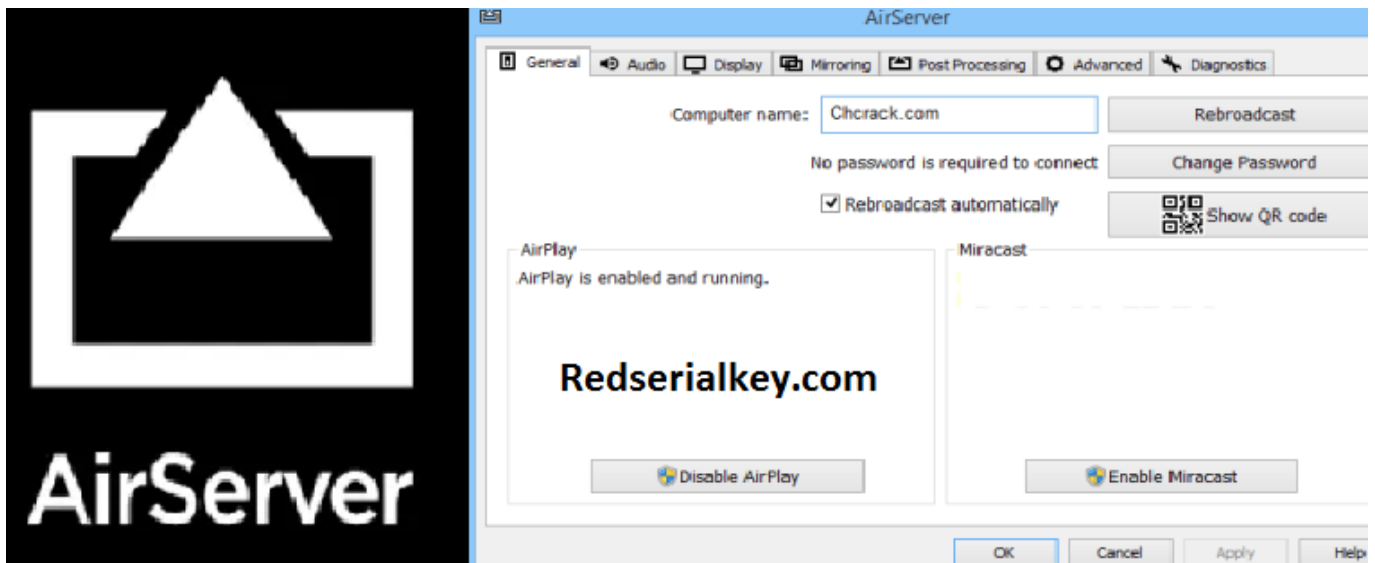 AirServer
AirServer
General Audio Display Mirroring Post Processing Advanced Diagnostics
Computer name: Chcrack.com Rebroadcast
No password is required to connect Change Password
Rebroadcast automatically Show QR code
AirPlay Miracast
AirPlay is enabled and running.
Redserialkey.com
Disable AirPlay Enable Miracast
OK Cancel Apply Help